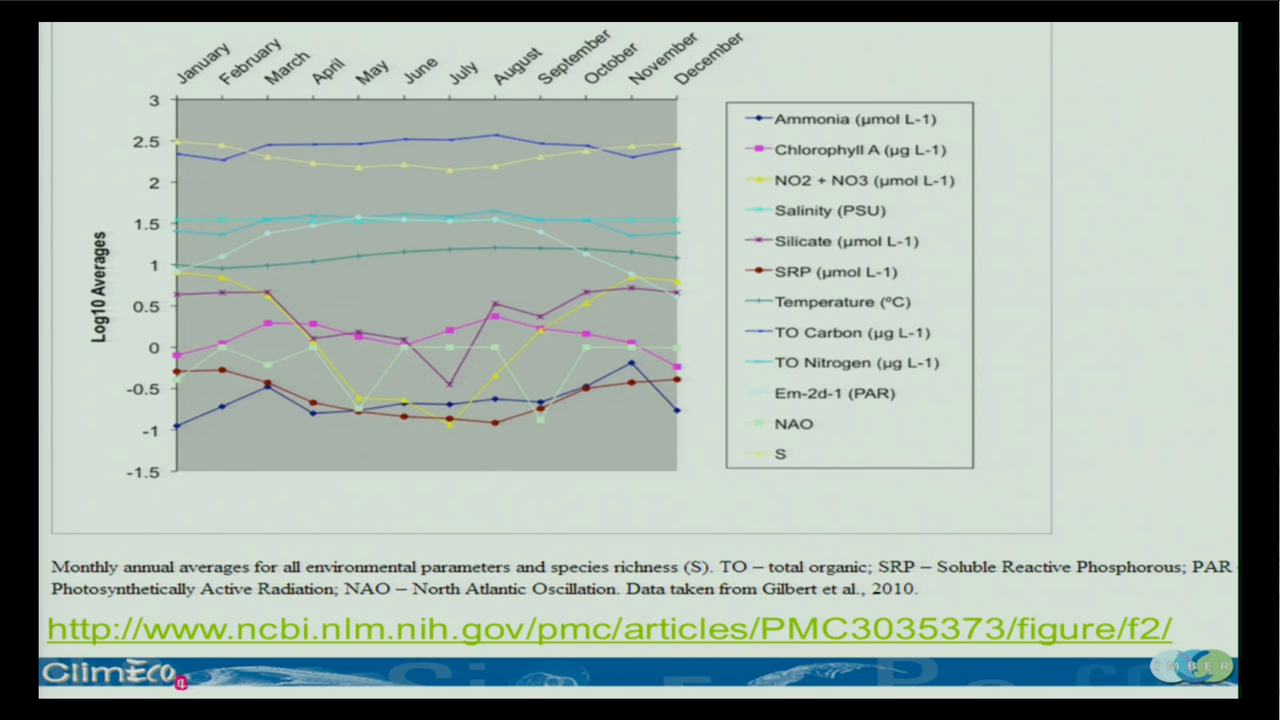 January
February
March
April
May
June
July
August
September
October
November
December
3
2.5
2
1.5
1
0.5
0
-0.5
-1
-1.5
Log10 Averages
Ammonia (µmol L-1)
Chlorophyll A (µg L-1)
NO2 + NO3 (µmol L-1)
Salinity (PSU)
Silicate (µmol L-1)
SRP (µmol L-1)
Temperature (ºC)
TO Carbon (µg L-1)
TO Nitrogen (µg L-1)
Em-2d-1 (PAR)
NAO
S
Monthly annual averages for all environmental parameters and species richness (S). TO – total organic; SRP – Soluble Reactive Phosphorous; PAR -
Photosynthetically Active Radiation; NAO – North Atlantic Oscillation. Data taken from Gilbert et al., 2010.
http://www.ncbi.nlm.nih.gov/pmc/articles/PMC3035373/figure/f2/
ClimEco
IMBER